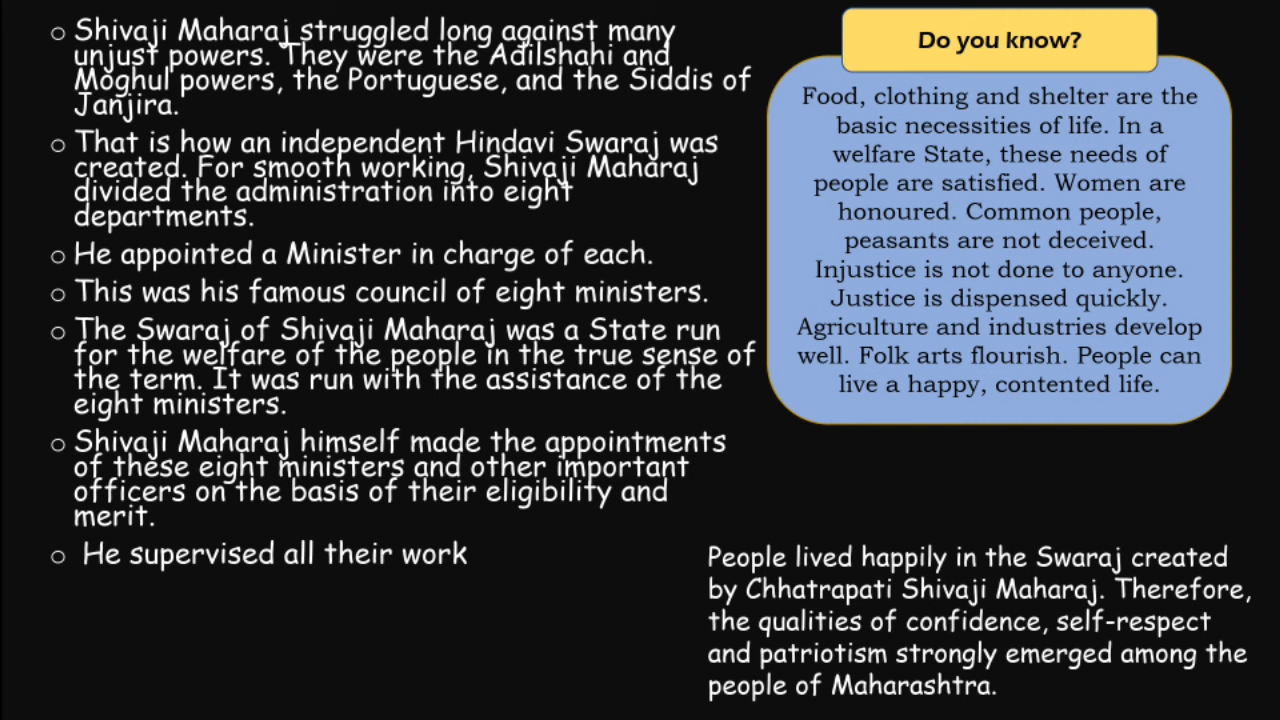 ○ Shivaji Maharaj struggled long against many
unjust powers. They were the Adilshahi and
Moghul powers, the Portuguese, and the Siddis of
Janjira.
○ That is how an independent Hindavi Swaraj was
created. For smooth working, Shivaji Maharaj
divided the administration into eight
departments.
○ He appointed a Minister in charge of each.
○ This was his famous council of eight ministers.
○ The Swaraj of Shivaji Maharaj was a State run
for the welfare of the people in the true sense of
the term. It was run with the assistance of the
eight ministers.
○ Shivaji Maharaj himself made the appointments
of these eight ministers and other important
officers on the basis of their eligibility and
merit.
○ He supervised all their work
Do you know?
Food, clothing and shelter are the
basic necessities of life. In a
welfare State, these needs of
people are satisfied. Women are
honoured. Common people,
peasants are not deceived.
Injustice is not done to anyone.
Justice is dispensed quickly.
Agriculture and industries develop
well. Folk arts flourish. People can
live a happy, contented life.
People lived happily in the Swaraj created
by Chhatrapati Shivaji Maharaj. Therefore,
the qualities of confidence, self-respect
and patriotism strongly emerged among the
people of Maharashtra.